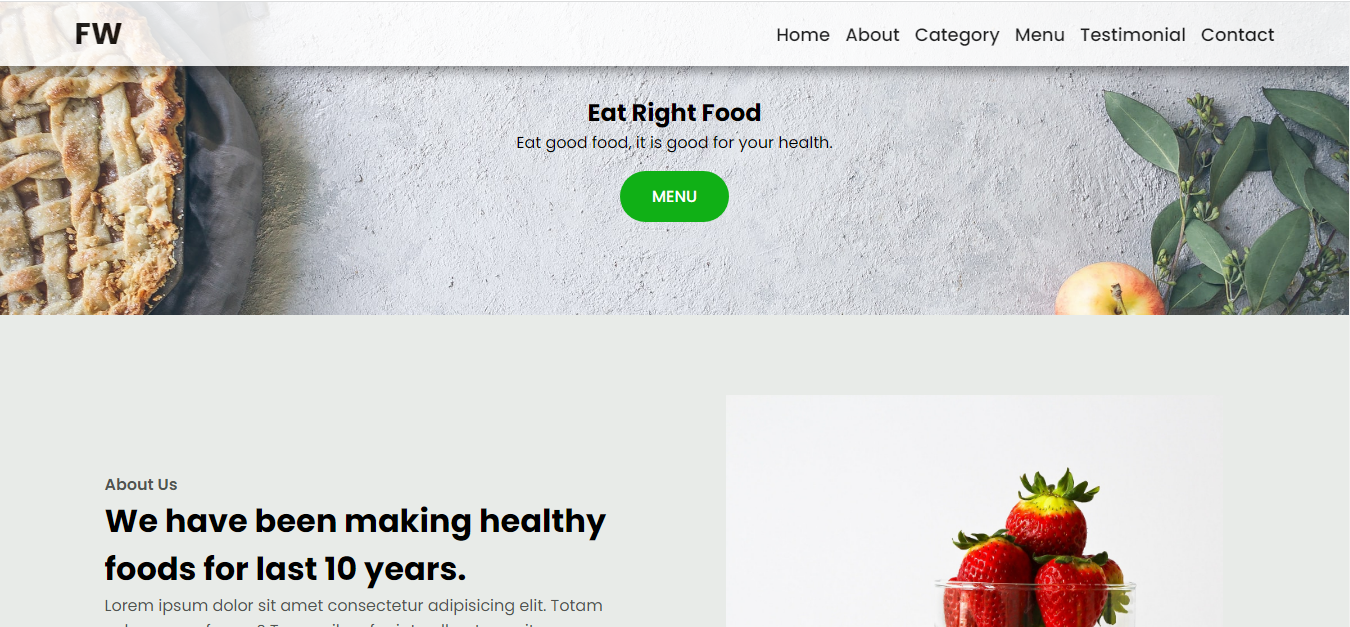 FW
Home About Category Menu Testimonial Contact
Eat Right Food
Eat good food, it is good for your health.
MENU
About Us
We have been making healthy
foods for last 10 years.
Lorem ipsum dolor sit amet consectetur adipisicing elit. Totam